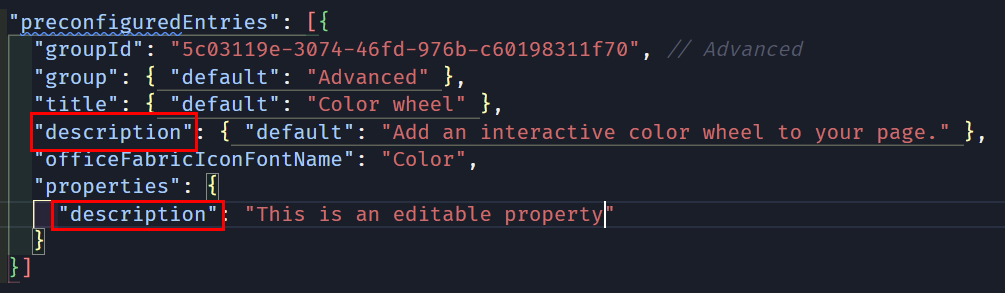 "preconfiguredEntries": [{
"groupId": "5c03119e-3074-46fd-976b-c60198311f70", // Advanced
"group": { "default": "Advanced" },
"title": { "default": "Color wheel" },
"description": { "default": "Add an interactive color wheel to your page." },
"officeFabricIconFontName": "Color",
"properties": {
"description": "This is an editable property"
}
}]